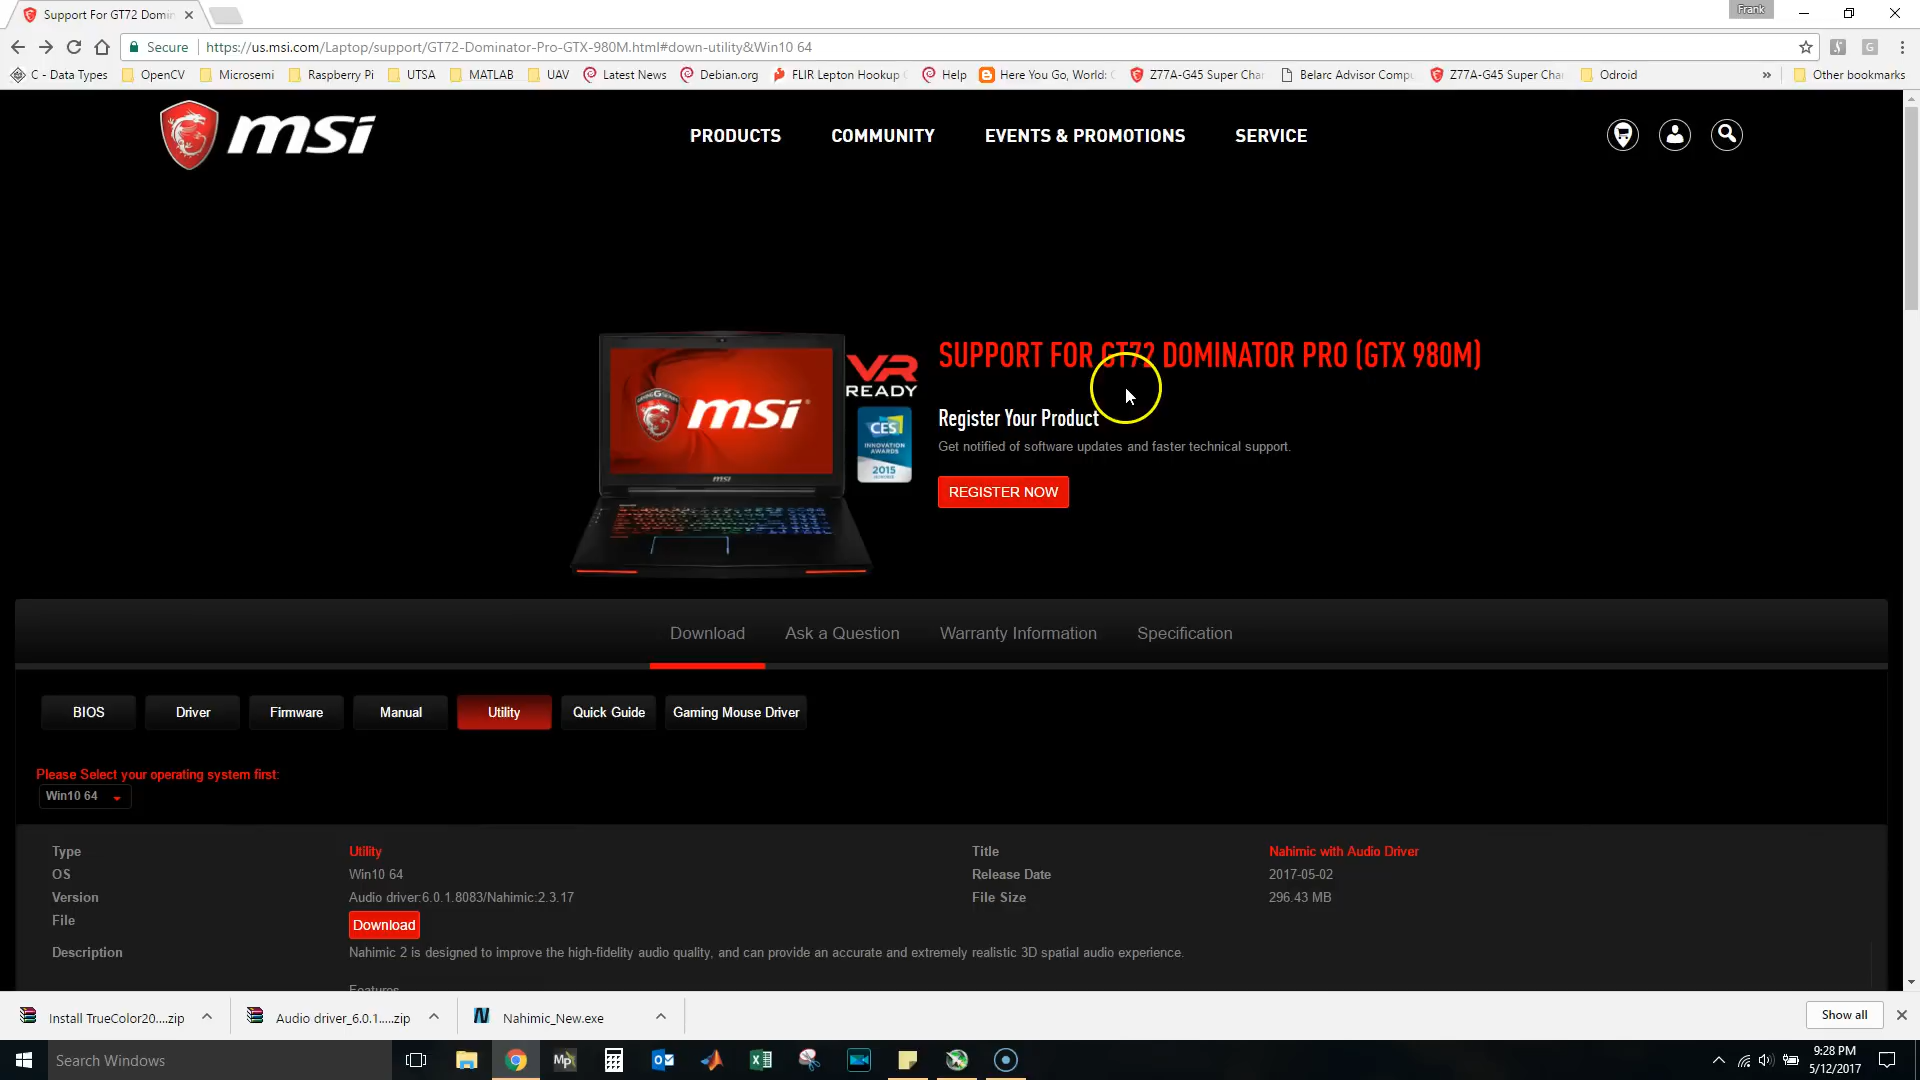 Support For GT72 Domin
Frank
Secure
https://us.msi.com/Laptop/support/GT72-Dominator-Pro-GTX-980M.html#down-utility&Win10 64
C - Data Types
OpenCV
Microsemi
Raspberry Pi
UTSA
MATLAB
UAV
Latest News
Debian.org
FLIR Lepton Hookup
Help
Here You Go, World:
Z77A-G45 Super Char
Belarc Advisor Compu
Z77A-G45 Super Char
Odroid
»
Other bookmarks
msi
PRODUCTS
COMMUNITY
EVENTS & PROMOTIONS
SERVICE
msi
msi
VR
READY
CES
INNOVATION
AWARDS
2015
SUPPORT FOR GT72 DOMINATOR PRO (GTX 980M)
Register Your Product
Get notified of software updates and faster technical support.
REGISTER NOW
Download
Ask a Question
Warranty Information
Specification
BIOS
Driver
Firmware
Manual
Utility
Quick Guide
Gaming Mouse Driver
Please Select your operating system first:
Win10 64
Type
Utility
Title
Nahimic with Audio Driver
OS
Win10 64
Release Date
2017-05-02
Version
Audio driver:6.0.1.8083/Nahimic:2.3.17
File Size
296.43 MB
File
Download
Description
Nahimic 2 is designed to improve the high-fidelity audio quality, and can provide an accurate and extremely realistic 3D spatial audio experience.
Features
Install TrueColor20....zip
Audio driver_6.0.1.....zip
Nahimic_New.exe
Show all
Search Windows
Mp
9:28 PM
5/12/2017